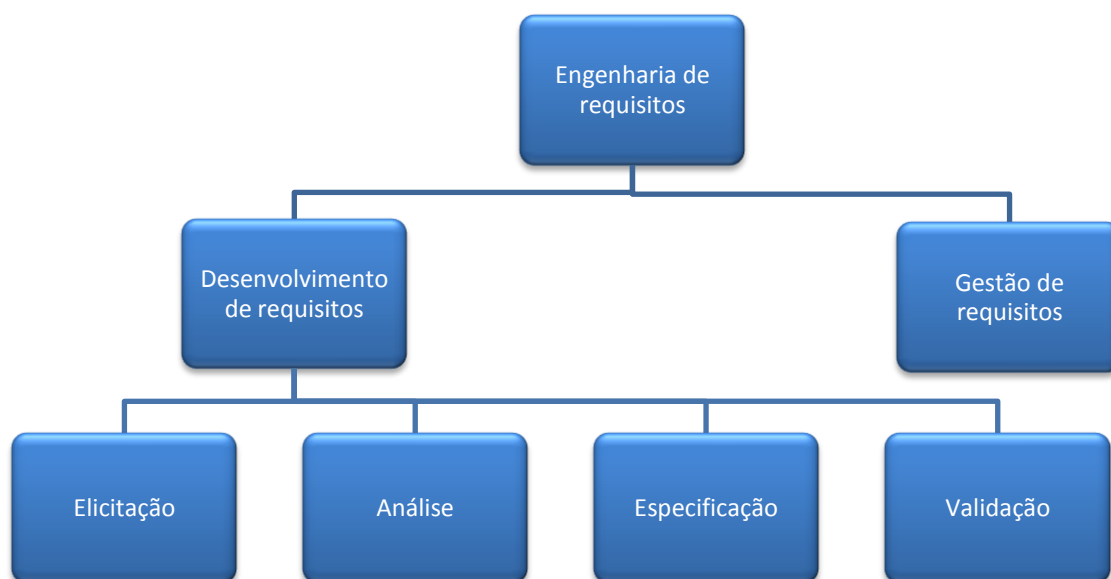 Engenharia de
requisitos
Desenvolvimento
de requisitos
Gestão de
requisitos
Elicitação
Análise
Especificação
Validação